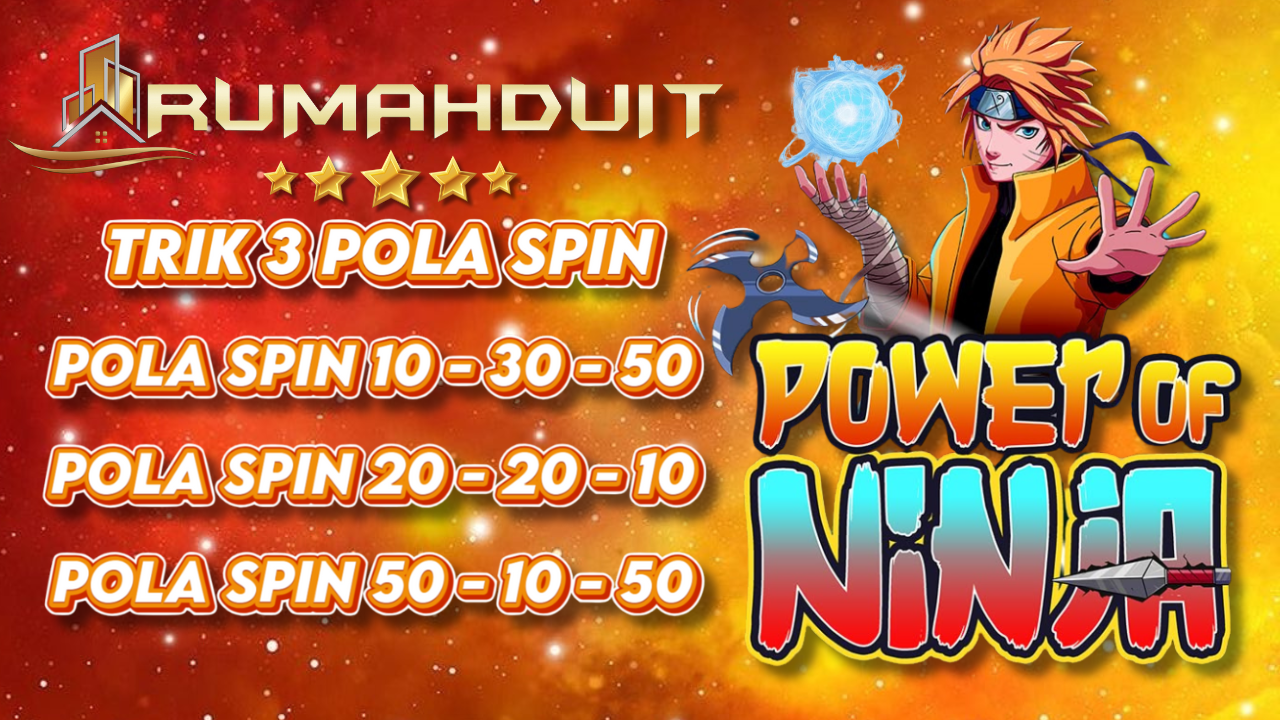 RUMAHDUIT
TRIK 3 POLA SPIN
POLA SPIN 10 - 30 - 50
POLA SPIN 20 - 20 - 10
POLA SPIN 50 - 10 - 50
POWER OF
NINJA